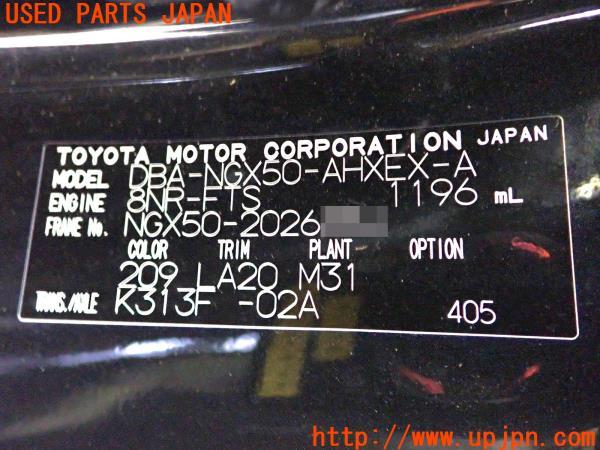 USED PARTS JAPAN
TOYOTA MOTOR CORPORATION JAPAN
MODEL DBA-NGX50-AHXEX-A
ENGINE 8NR-FTS 1196 mL
FRAME No. NGX50-2026
COLOR TRIM PLANT OPTION
209 LA20 M31
TRANS./AXLE K313F -02A 405
http://www.upjpn.com/